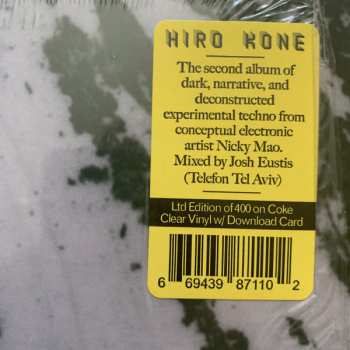 HIRO KONE
The second album of
dark, narrative, and
deconstructed
experimental techno from
conceptual electronic
artist Nicky Mao.
Mixed by Josh Eustis
(Telefon Tel Aviv)
Ltd Edition of 400 on Coke
Clear Vinyl w/ Download Card
6 69439 87110 2